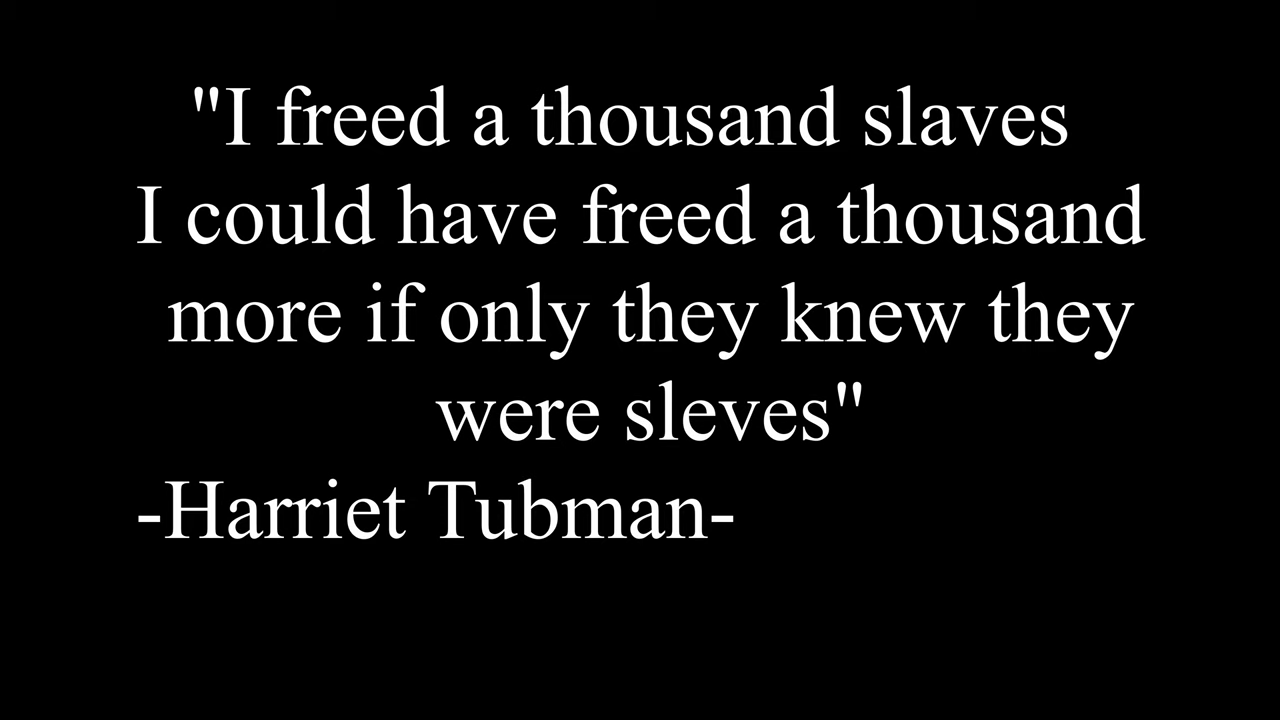 "I freed a thousand slaves
I could have freed a thousand
more if only they knew they
were sleves"
-Harriet Tubman-